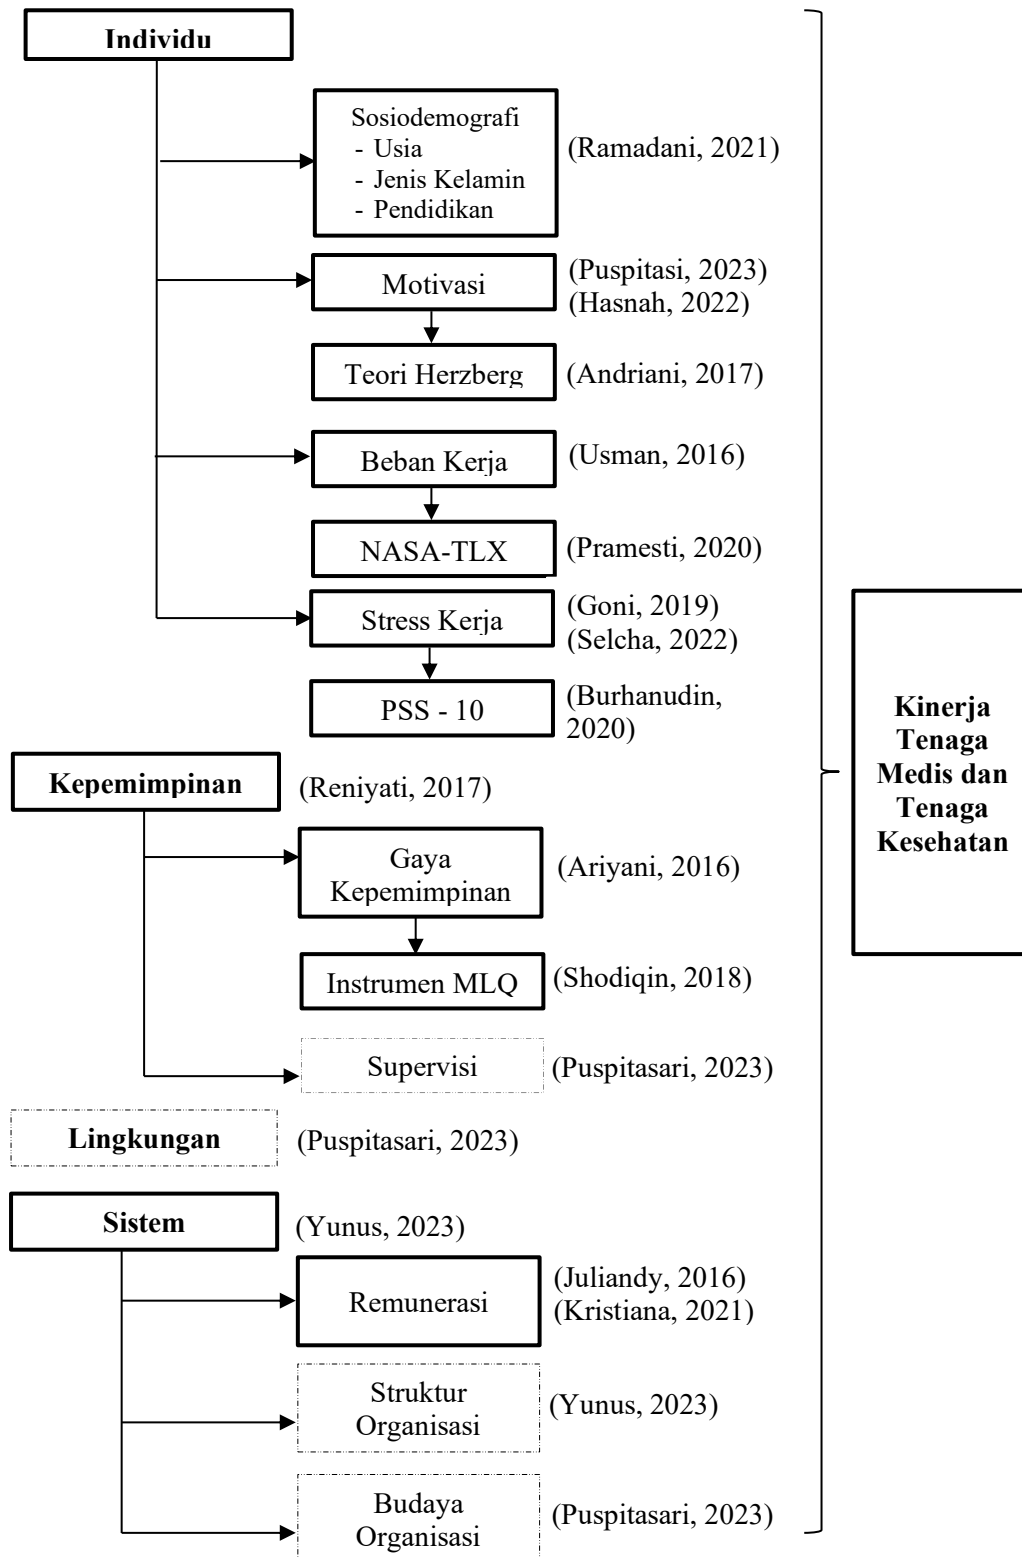 Individu
Sosiodemografi
- Usia
- Jenis Kelamin
- Pendidikan
(Ramadani, 2021)
Motivasi
(Puspitasi, 2023)
(Hasnah, 2022)
Teori Herzberg
(Andriani, 2017)
Beban Kerja
(Usman, 2016)
NASA-TLX
(Pramesti, 2020)
Stress Kerja
(Goni, 2019)
(Selcha, 2022)
PSS - 10
(Burhanudin,
2020)
Kepemimpinan
(Reniyati, 2017)
Gaya
Kepemimpinan
(Ariyani, 2016)
Instrumen MLQ
(Shodiqin, 2018)
Supervisi
(Puspitasari, 2023)
Lingkungan
(Puspitasari, 2023)
Sistem
(Yunus, 2023)
Remunerasi
(Juliandy, 2016)
(Kristiana, 2021)
Struktur
Organisasi
(Yunus, 2023)
Budaya
Organisasi
(Puspitasari, 2023)
Kinerja
Tenaga
Medis dan
Tenaga
Kesehatan